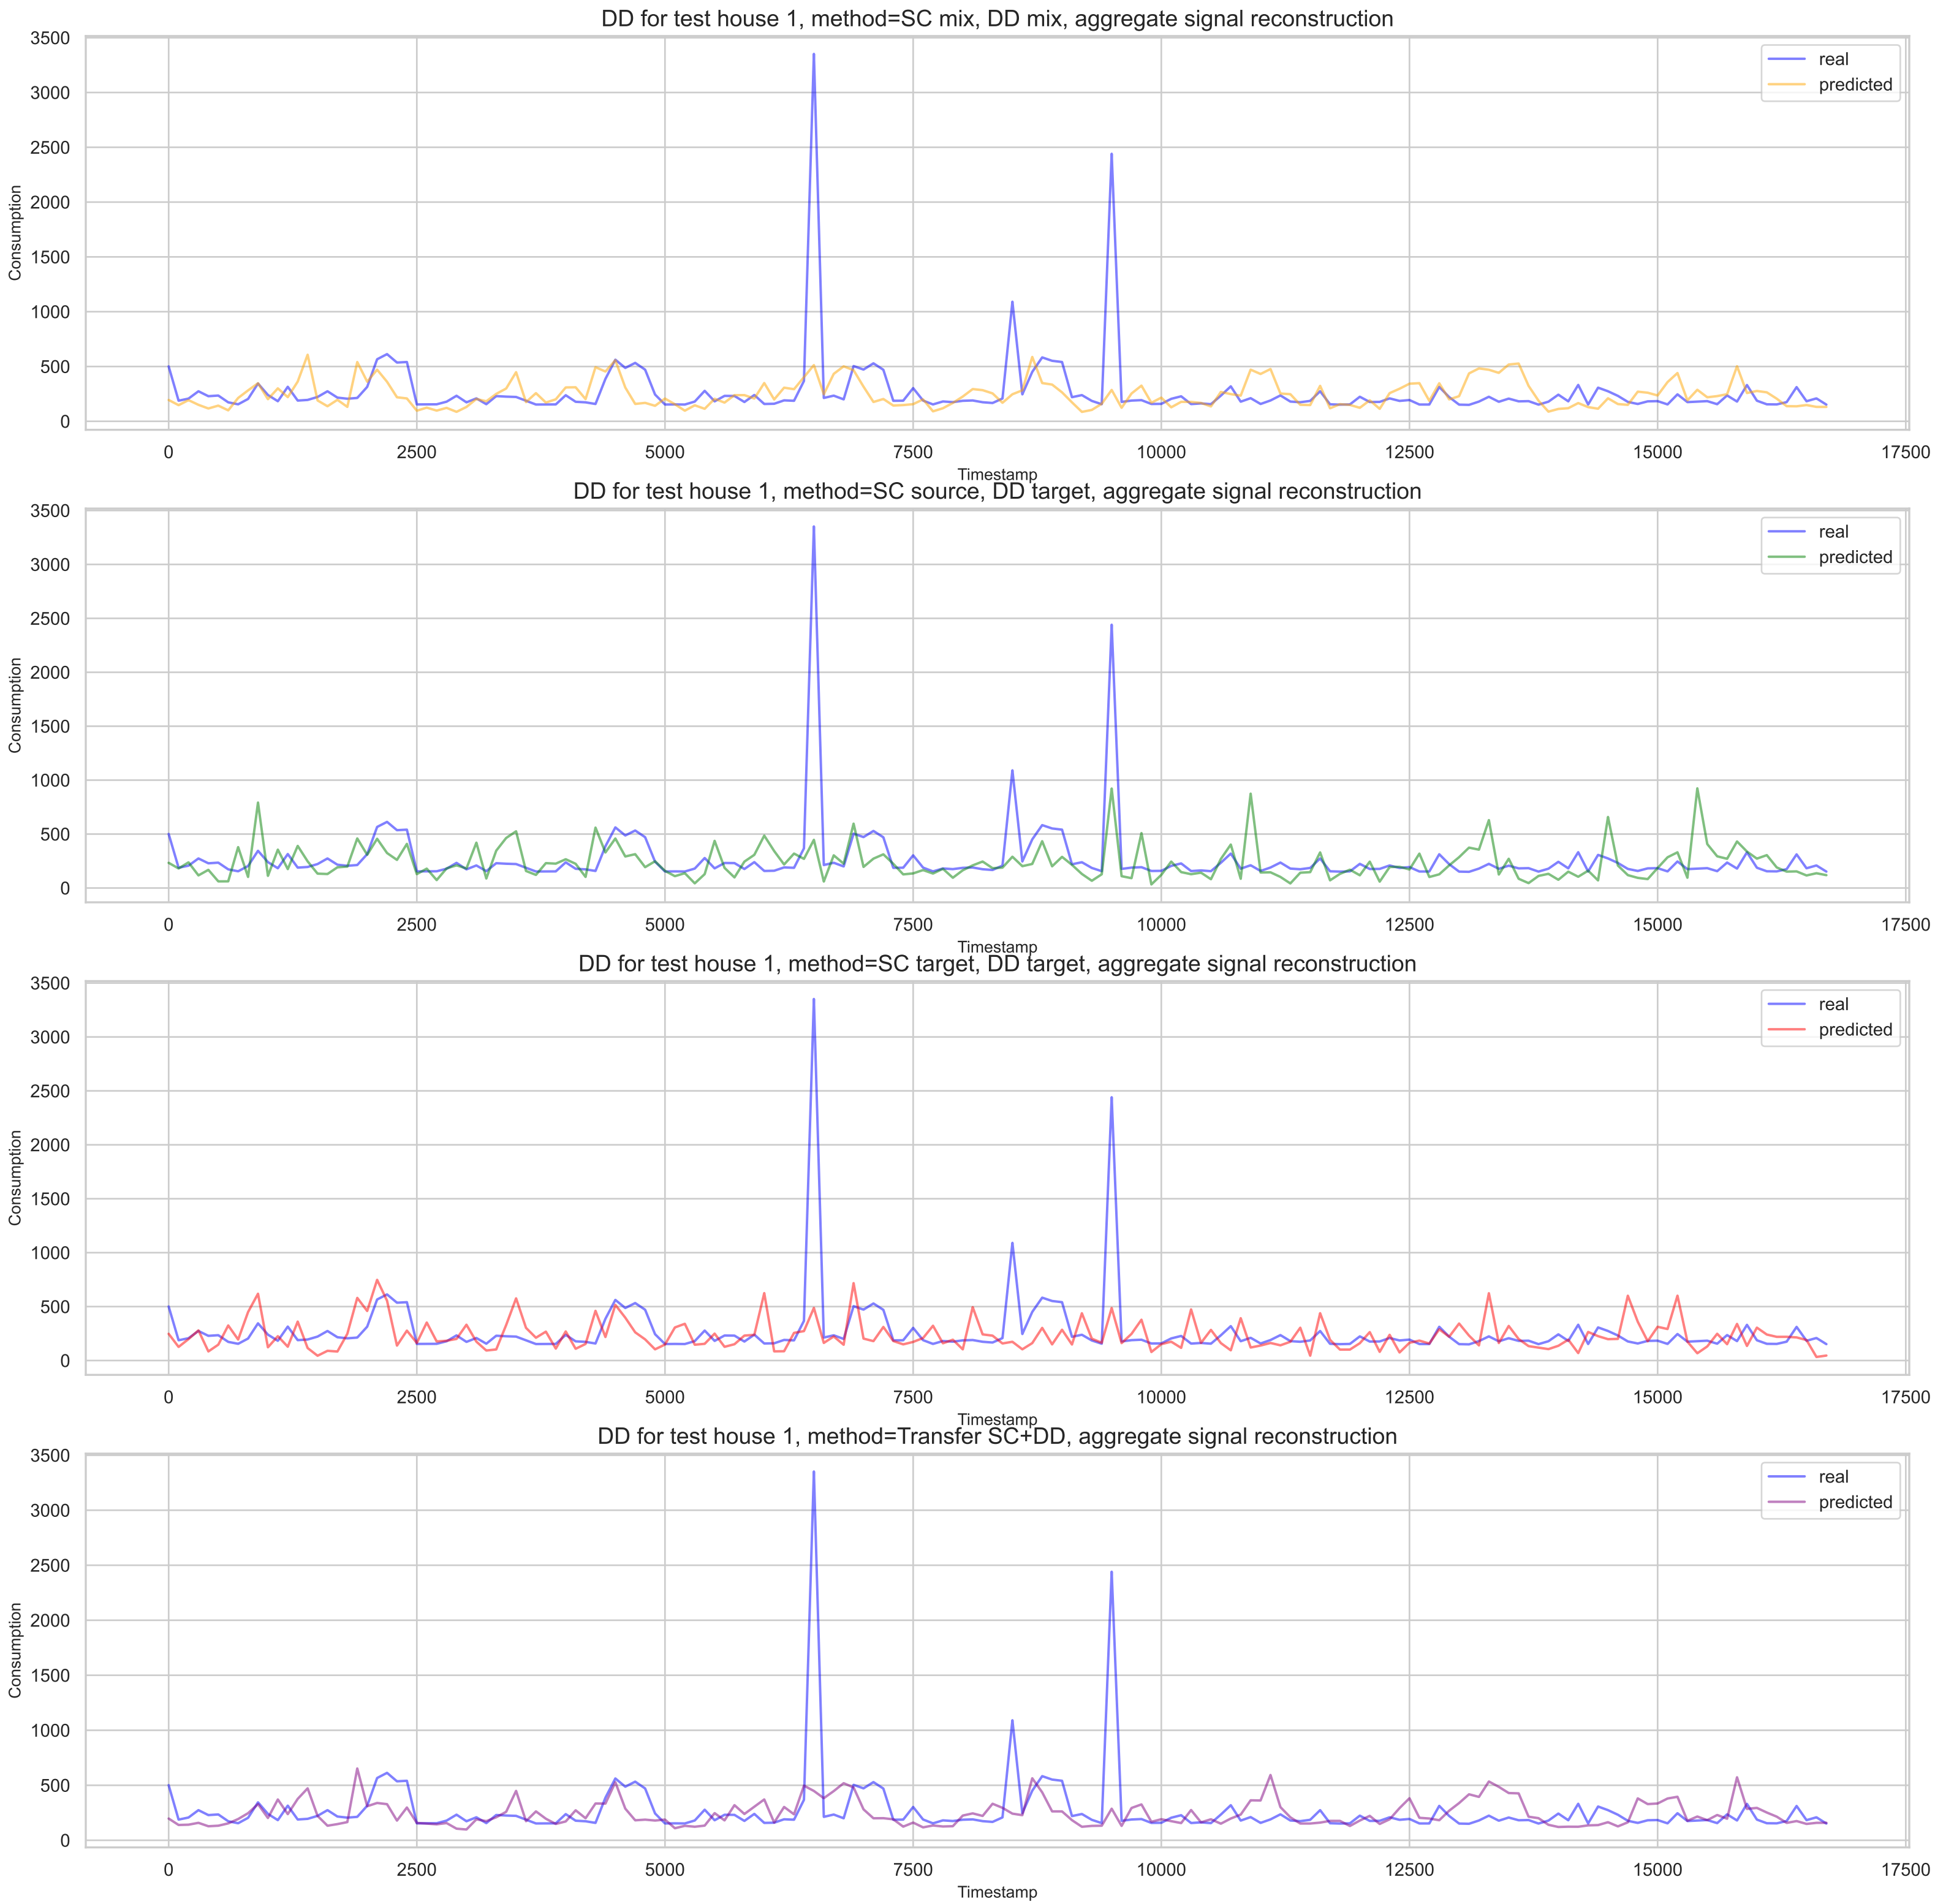 DD for test house 1, method=SC mix, DD mix, aggregate signal reconstruction
3500
3000
2500
2000
1500
1000
500
0
Consumption
real
predicted
0 2500 5000 7500 10000 12500 15000 17500
Timestamp
DD for test house 1, method=SC source, DD target, aggregate signal reconstruction
3500
3000
2500
2000
1500
1000
500
0
Consumption
real
predicted
0 2500 5000 7500 10000 12500 15000 17500
Timestamp
DD for test house 1, method=SC target, DD target, aggregate signal reconstruction
3500
3000
2500
2000
1500
1000
500
0
Consumption
real
predicted
0 2500 5000 7500 10000 12500 15000 17500
Timestamp
DD for test house 1, method=Transfer SC+DD, aggregate signal reconstruction
3500
3000
2500
2000
1500
1000
500
0
Consumption
real
predicted
0 2500 5000 7500 10000 12500 15000 17500
Timestamp